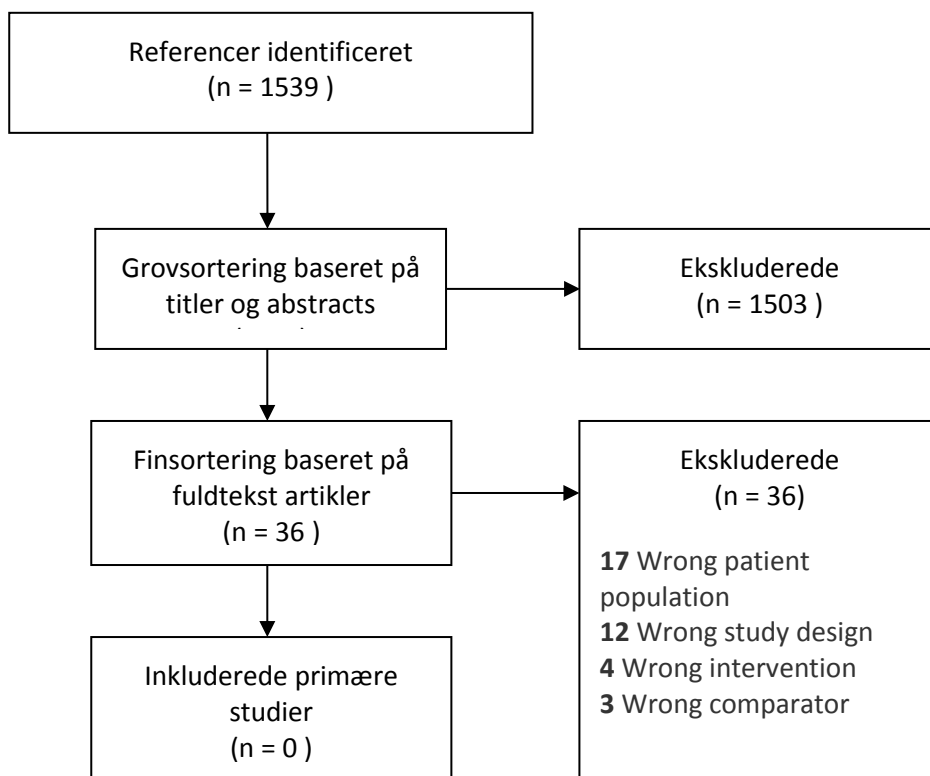 Referencer identificeret
(n = 1539 )
Grovsortering baseret på
titler og abstracts
Ekskluderede
(n = 1503 )
Finsortering baseret på
fuldtekst artikler
(n = 36 )
Ekskluderede
(n = 36)
17 Wrong patient
population
12 Wrong study design
4 Wrong intervention
3 Wrong comparator
Inkluderede primære
studier
(n = 0 )